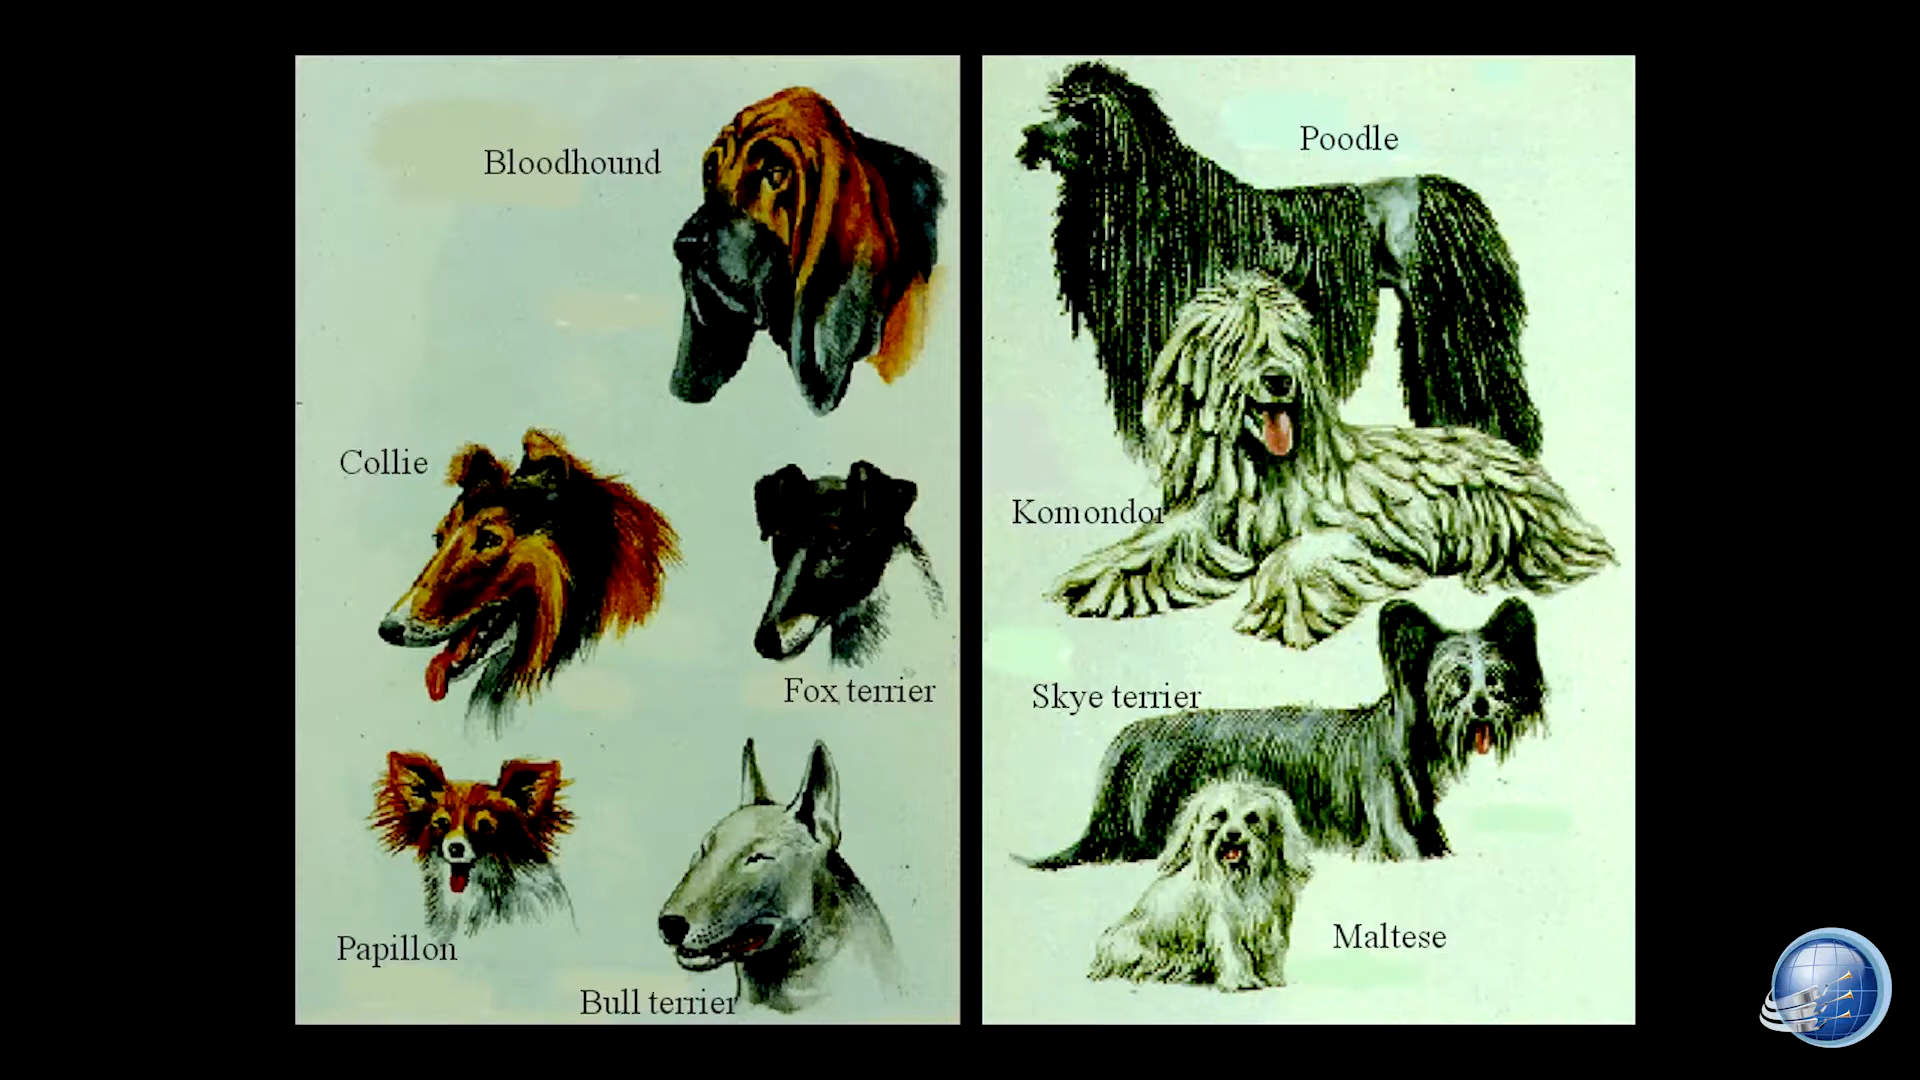 Bloodhound
Collie
Fox terrier
Papillon
Bull terrier
Poodle
Komondor
Skye terrier
Maltese